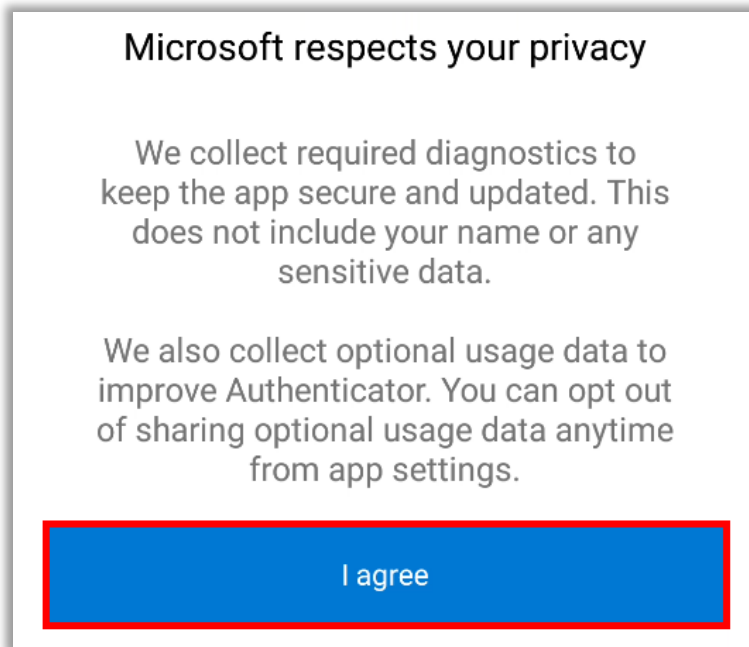 Microsoft respects your privacy
We collect required diagnostics to
keep the app secure and updated. This
does not include your name or any
sensitive data.
We also collect optional usage data to
improve Authenticator. You can opt out
of sharing optional usage data anytime
from app settings.
I agree